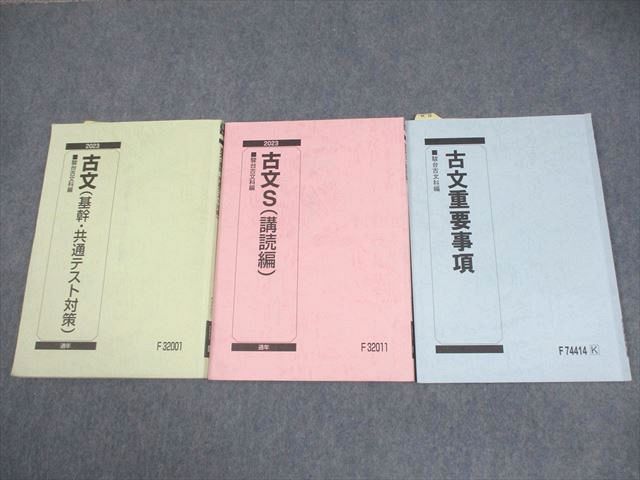 2023
古文(基幹・共通テスト対策)
■駿台古文科編
通年
F32001
2023
古文S(講読編)
■駿台古文科編
通年
F32011
古文重要事項
■駿台古文科編
F74414 K